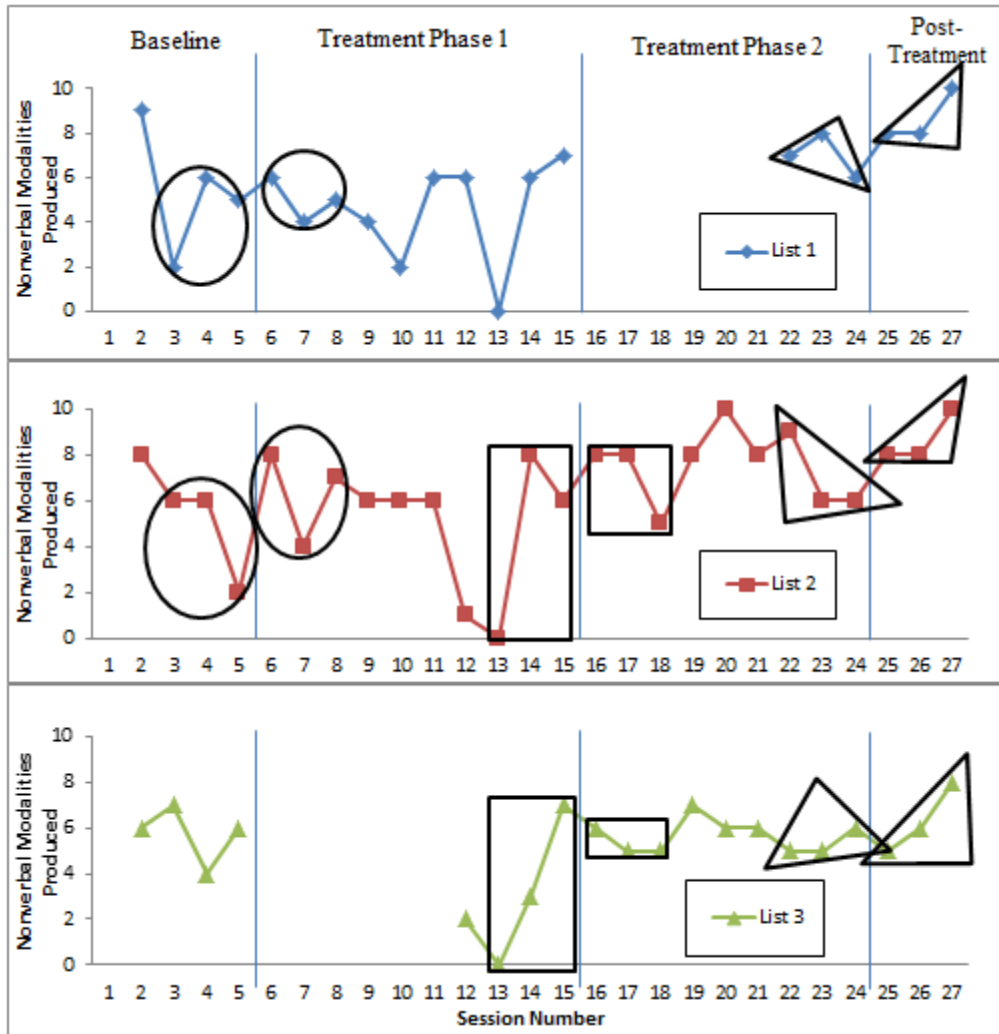 Baseline
Treatment Phase 1
Treatment Phase 2
Post-
Treatment
Nonverbal Modalities
Produced
10
8
6
4
2
0
List 1
1 2 3 4 5 6 7 8 9 10 11 12 13 14 15 16 17 18 19 20 21 22 23 24 25 26 27
Nonverbal Modalities
Produced
10
8
6
4
2
0
List 2
1 2 3 4 5 6 7 8 9 10 11 12 13 14 15 16 17 18 19 20 21 22 23 24 25 26 27
Nonverbal Modalities
Produced
10
8
6
4
2
0
List 3
1 2 3 4 5 6 7 8 9 10 11 12 13 14 15 16 17 18 19 20 21 22 23 24 25 26 27
Session Number